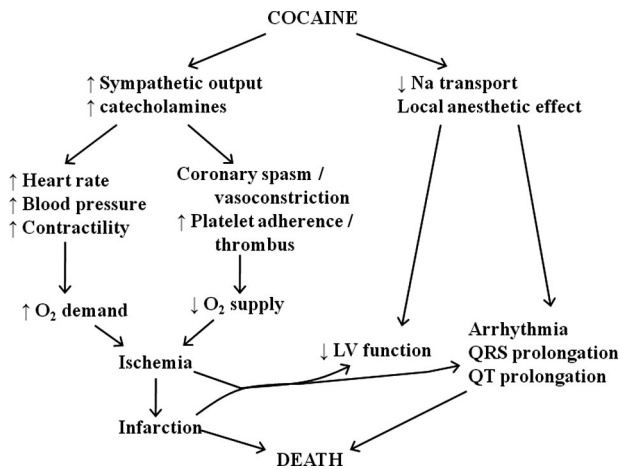 COCAINE
↑ Sympathetic output
↑ catecholamines
↓ Na transport
Local anesthetic effect
↑ Heart rate
↑ Blood pressure
↑ Contractility
Coronary spasm /
vasoconstriction
↑ Platelet adherence /
thrombus
↑ O₂ demand
↓ O₂ supply
Ischemia
↓ LV function
Arrhythmia
QRS prolongation
QT prolongation
Infarction
DEATH